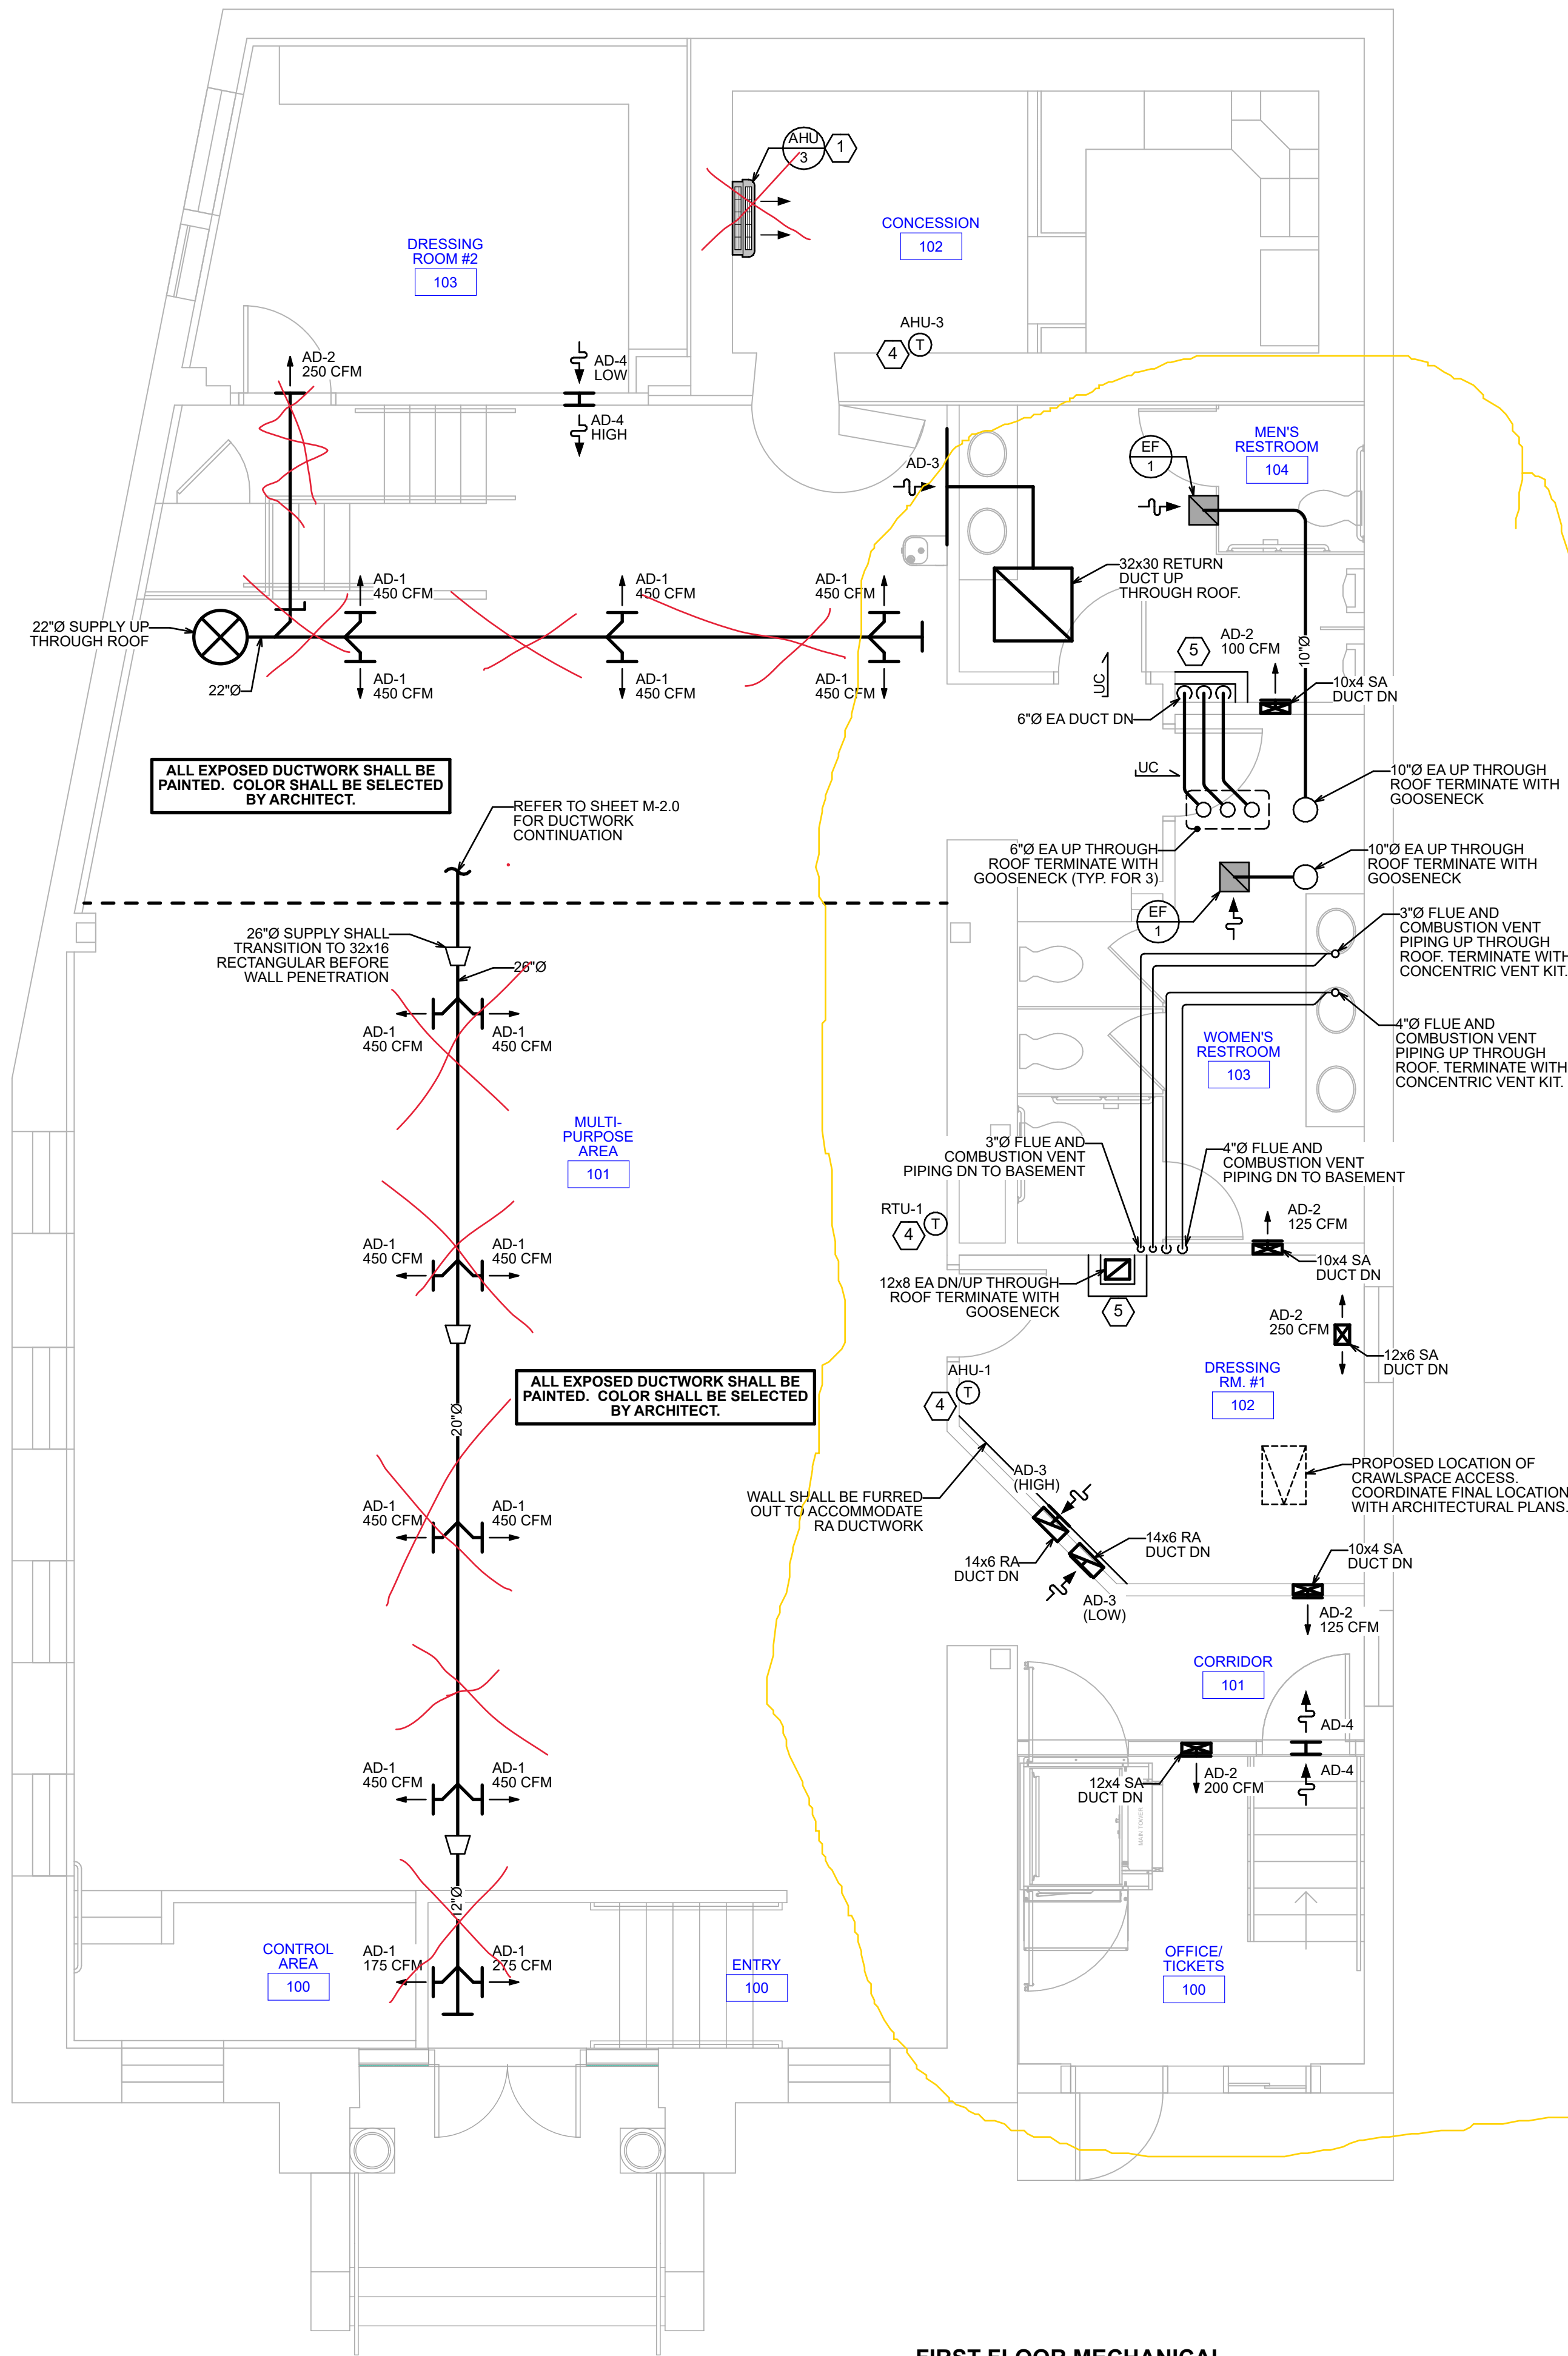 AHU
3
1
CONCESSION
102
DRESSING
ROOM #2
103
AHU-3
T
4
AD-2
250 CFM
AD-4
LOW
AD-4
HIGH
MEN'S
RESTROOM
104
EF
1
AD-3
32x30 RETURN
DUCT UP
THROUGH ROOF.
AD-1
450 CFM
AD-1
450 CFM
AD-1
450 CFM
22"Ø SUPPLY UP
THROUGH ROOF
22"Ø
AD-1
450 CFM
AD-1
450 CFM
AD-1
450 CFM
5
AD-2
100 CFM
10"Ø
UC
10x4 SA
DUCT DN
6"Ø EA DUCT DN
UC
ALL EXPOSED DUCTWORK SHALL BE
PAINTED. COLOR SHALL BE SELECTED
BY ARCHITECT.
10"Ø EA UP THROUGH
ROOF TERMINATE WITH
GOOSENECK
REFER TO SHEET M-2.0
FOR DUCTWORK
CONTINUATION
6"Ø EA UP THROUGH
ROOF TERMINATE WITH
GOOSENECK (TYP. FOR 3)
10"Ø EA UP THROUGH
ROOF TERMINATE WITH
GOOSENECK
EF
1
26"Ø SUPPLY SHALL
TRANSITION TO 32x16
RECTANGULAR BEFORE
WALL PENETRATION
26"Ø
3"Ø FLUE AND
COMBUSTION VENT
PIPING UP THROUGH
ROOF. TERMINATE WITH
CONCENTRIC VENT KIT.
AD-1
450 CFM
AD-1
450 CFM
4"Ø FLUE AND
COMBUSTION VENT
PIPING UP THROUGH
ROOF. TERMINATE WITH
CONCENTRIC VENT KIT.
WOMEN'S
RESTROOM
103
MULTI-
PURPOSE
AREA
101
3"Ø FLUE AND
COMBUSTION VENT
PIPING DN TO BASEMENT
4"Ø FLUE AND
COMBUSTION VENT
PIPING DN TO BASEMENT
RTU-1
T
4
AD-2
125 CFM
AD-1
450 CFM
AD-1
450 CFM
10x4 SA
DUCT DN
12x8 EA DN/UP THROUGH
ROOF TERMINATE WITH
GOOSENECK
5
AD-2
250 CFM
12x6 SA
DUCT DN
ALL EXPOSED DUCTWORK SHALL BE
PAINTED. COLOR SHALL BE SELECTED
BY ARCHITECT.
20"Ø
AHU-1
T
4
DRESSING
RM. #1
102
AD-3
(HIGH)
PROPOSED LOCATION OF
CRAWLSPACE ACCESS.
COORDINATE FINAL LOCATION
WITH ARCHITECTURAL PLANS.
WALL SHALL BE FURRED
OUT TO ACCOMMODATE
RA DUCTWORK
AD-1
450 CFM
AD-1
450 CFM
14x6 RA
DUCT DN
14x6 RA
DUCT DN
10x4 SA
DUCT DN
AD-3
(LOW)
AD-2
125 CFM
CORRIDOR
101
AD-4
AD-4
AD-1
450 CFM
AD-1
450 CFM
12x4 SA
DUCT DN
AD-2
200 CFM
MAIN TOWER
12"Ø
CONTROL
AREA
100
AD-1
175 CFM
AD-1
275 CFM
ENTRY
100
OFFICE/
TICKETS
100
FIRST FLOOR MECHANICAL